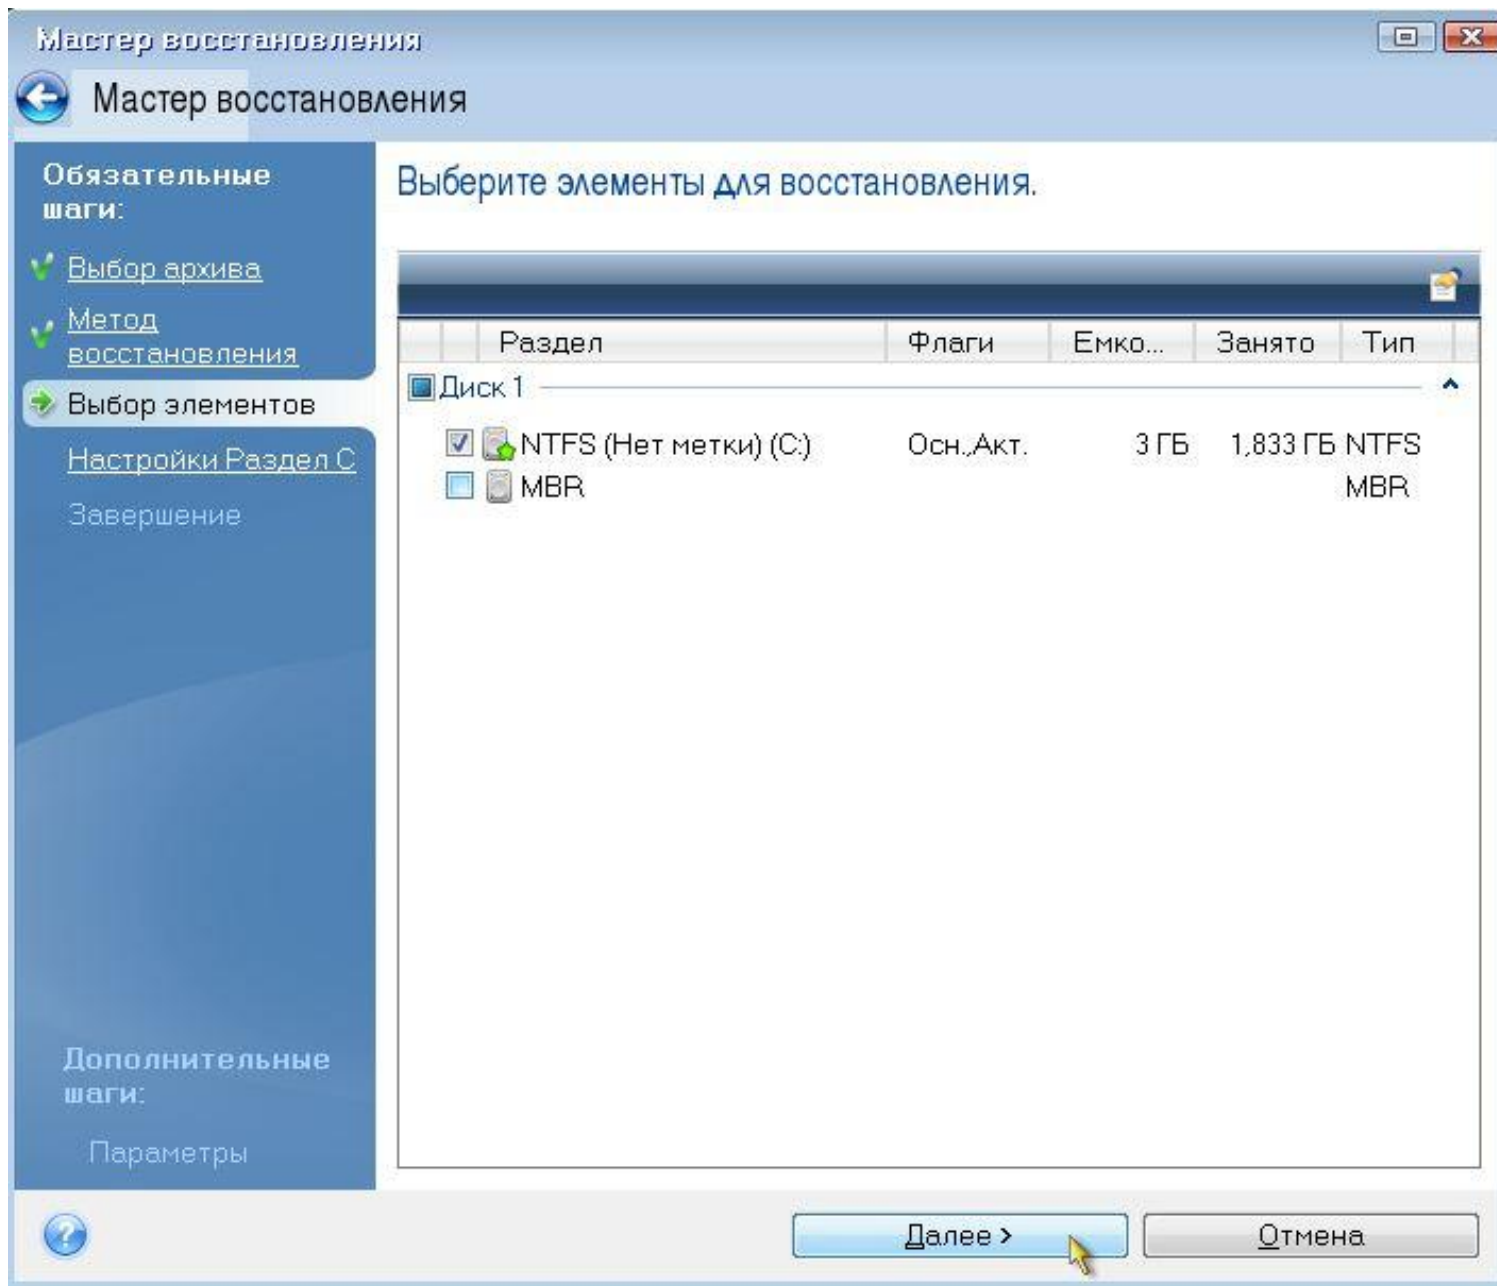 Мастер восстановления
Мастер восстановления
Обязательные
шаги:
Выбор архива
Метод
восстановления
Выбор элементов
Настройки Раздел C
Завершение
Дополнительные
шаги:
Параметры
Выберите элементы для восстановления.
Раздел Флаги Емко... Занято Тип
Диск 1
NTFS (Нет метки) (C:) Осн.,Акт. 3 ГБ 1,833 ГБ NTFS
MBR MBR
Далее > Отмена